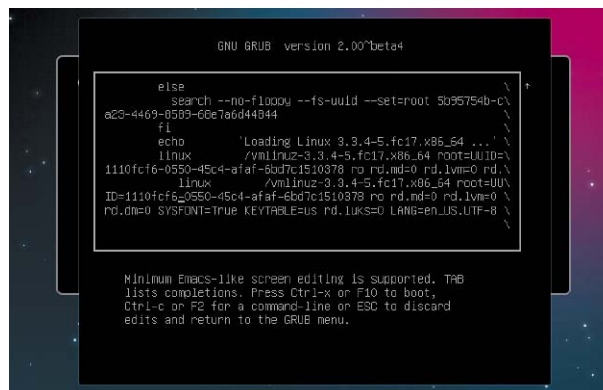 GNU GRUB version 2.00~beta4
else \
search --no-floppy --fs-uuid --set=root 5b95754b-c\
a23-4469-8589-68e7a6d44844
fi \
echo 'Loading Linux 3.3.4-5.fc17.x86_64 ...' \
linux /vmlinuz-3.3.4-5.fc17.x86_64 root=UUID=\
1110fcf6-0550-45c4-afaf-6bd7c1510378 ro rd.md=0 rd.lvm=0 rd.\
linux /vmlinuz-3.3.4-5.fc17.x86_64 root=UU\
ID=1110fcf6_0550-45c4-afaf-6bd7c1510378 ro rd.md=0 rd.lvm=0 \
rd.dm=0 SYSFONT=True KEYTABLE=us rd.luks=0 LANG=en_US.UTF-8 \
\
Minimum Emacs-like screen editing is supported. TAB
lists completions. Press Ctrl-x or F10 to boot,
Ctrl-c or F2 for a command-line or ESC to discard
edits and return to the GRUB menu.